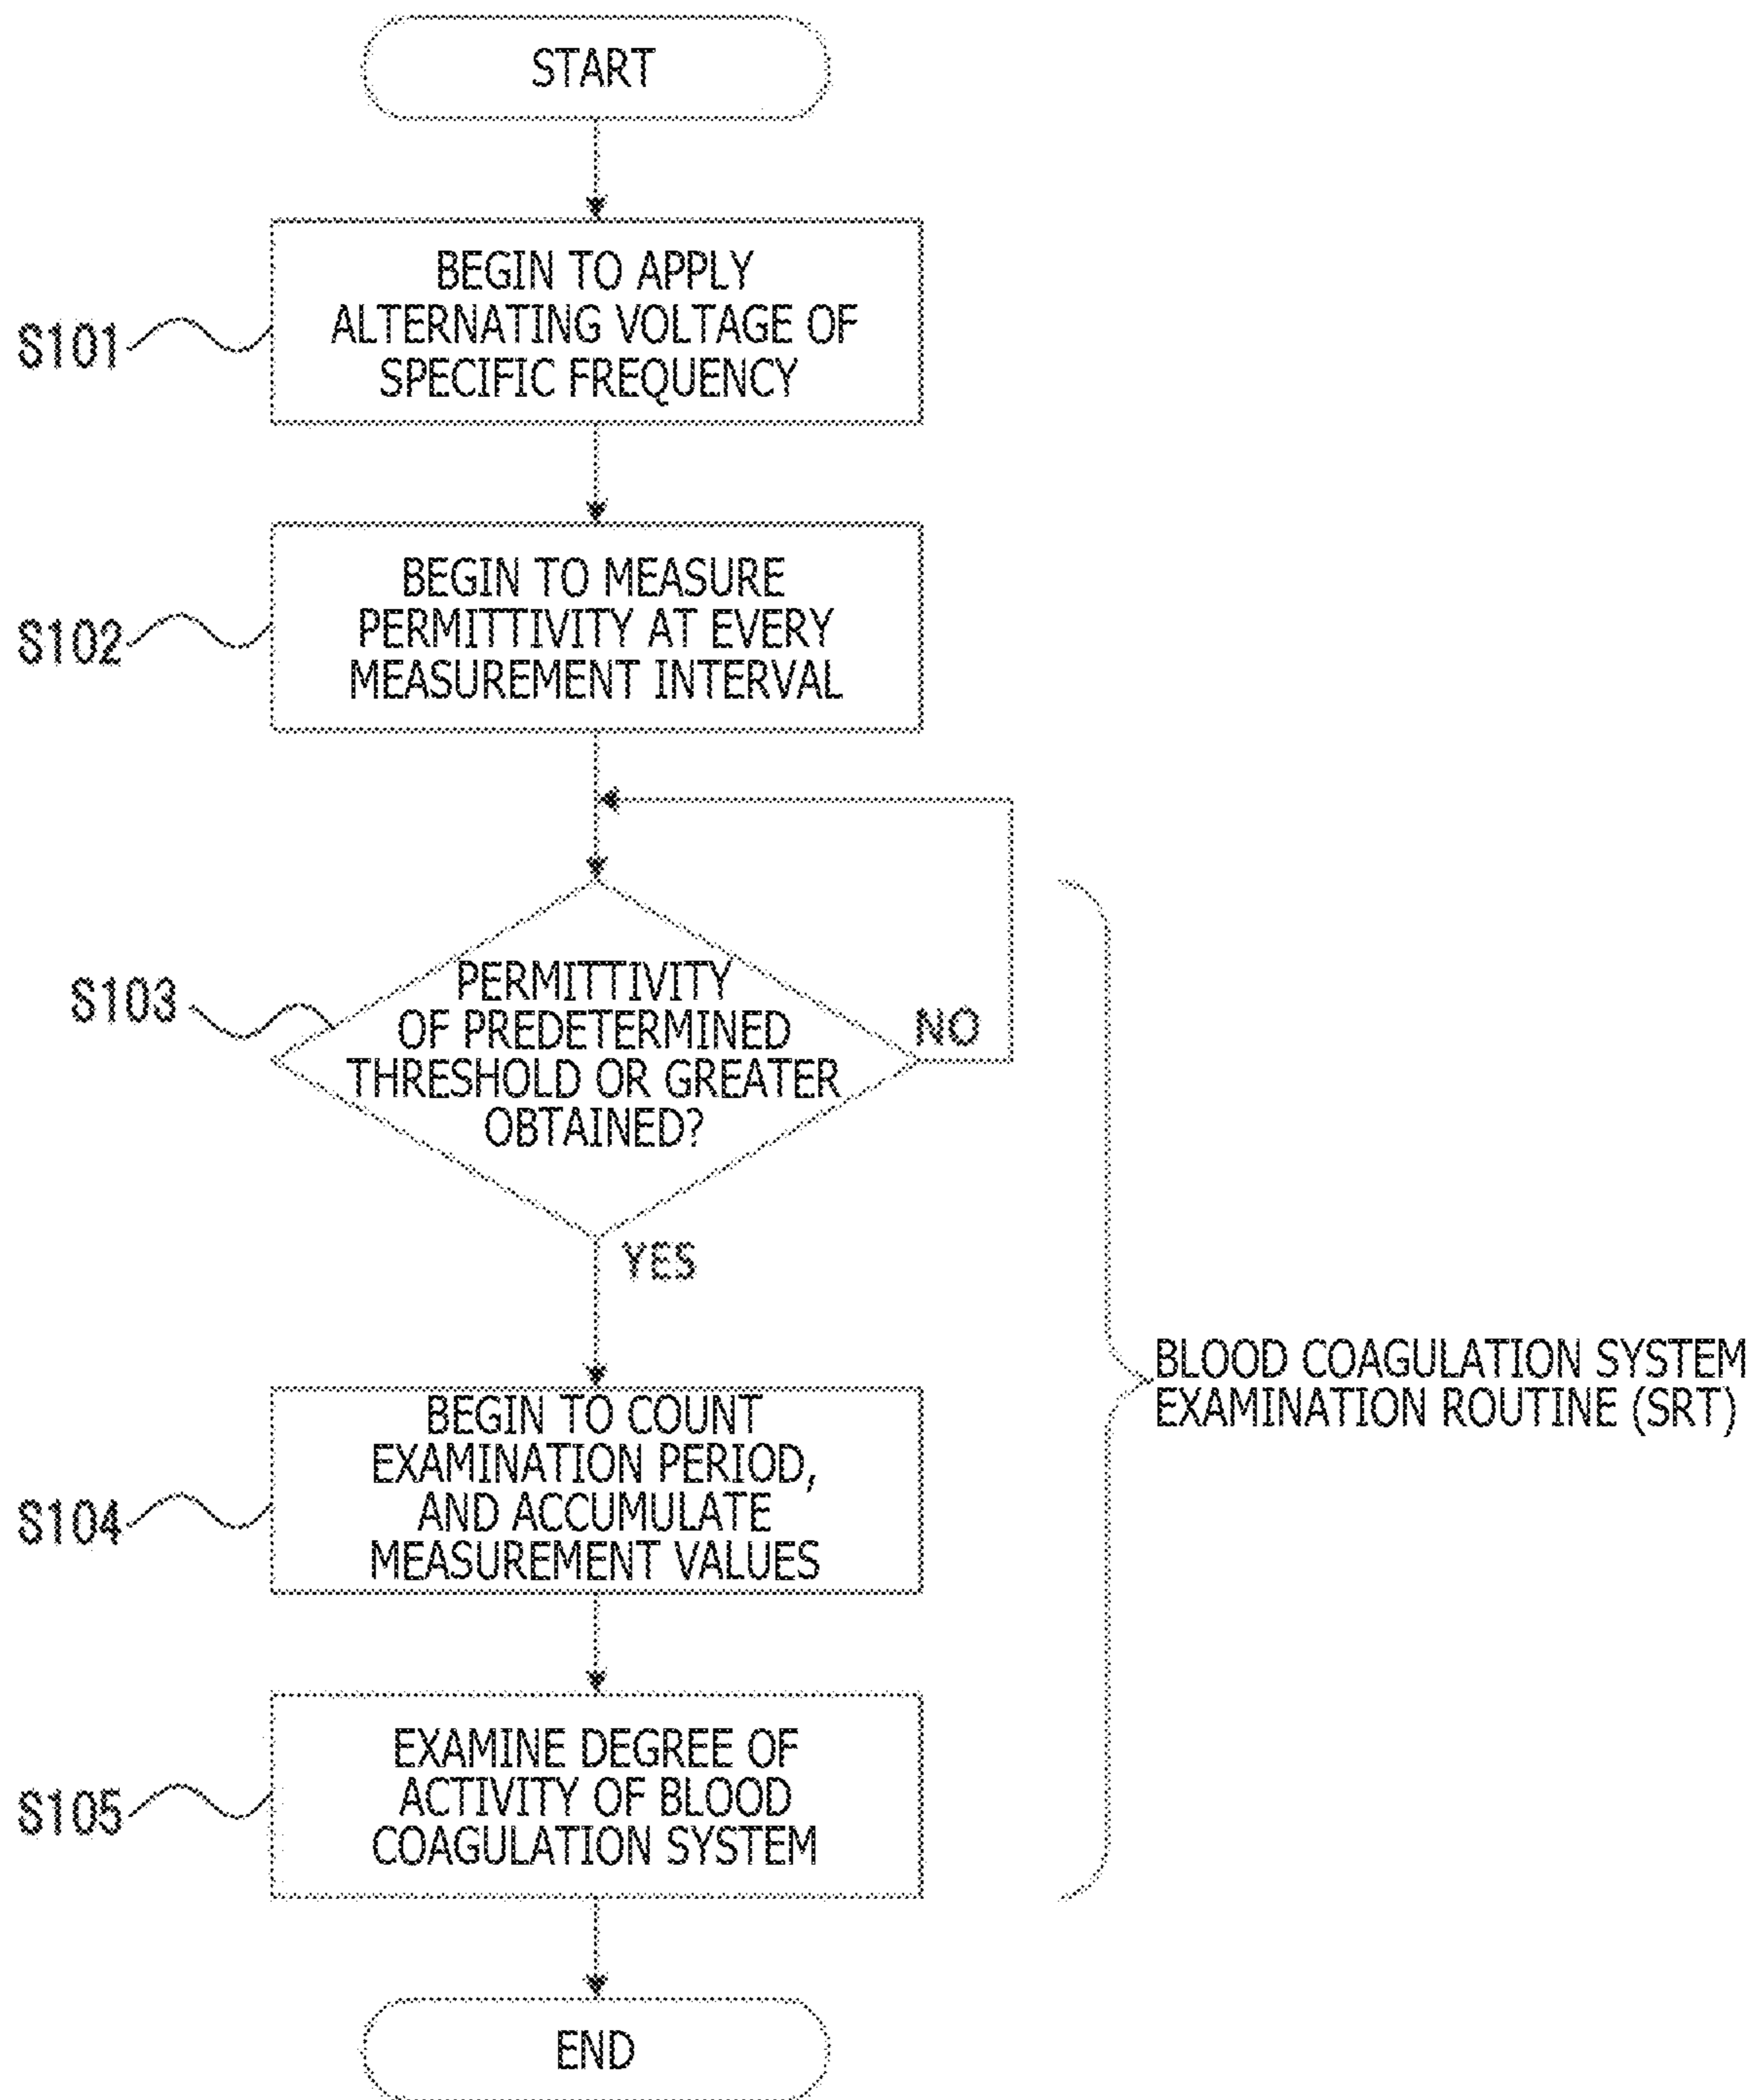 START
BEGIN TO APPLY
ALTERNATING VOLTAGE OF
SPECIFIC FREQUENCY
S101
BEGIN TO MEASURE
PERMITTIVITY AT EVERY
MEASUREMENT INTERVAL
S102
PERMITTIVITY
OF PREDETERMINED
THRESHOLD OR GREATER
OBTAINED?
S103
NO
YES
BEGIN TO COUNT
EXAMINATION PERIOD,
AND ACCUMULATE
MEASUREMENT VALUES
S104
BLOOD COAGULATION SYSTEM
EXAMINATION ROUTINE (SRT)
EXAMINE DEGREE OF
ACTIVITY OF BLOOD
COAGULATION SYSTEM
S105
END